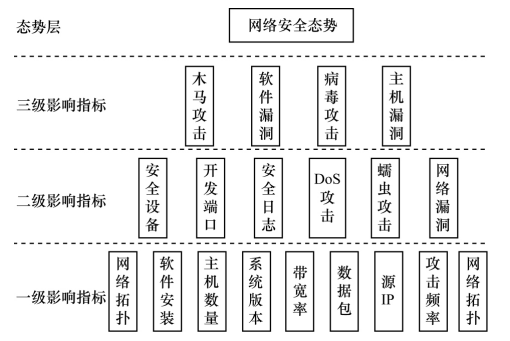 态势层
网络安全态势
三级影响指标
木马攻击
软件漏洞
病毒攻击
主机漏洞
二级影响指标
安全设备
开发端口
安全日志
DoS攻击
蠕虫攻击
网络漏洞
一级影响指标
网络拓扑
软件安装
主机数量
系统版本
带宽率
数据包
源IP
攻击频率
网络拓扑